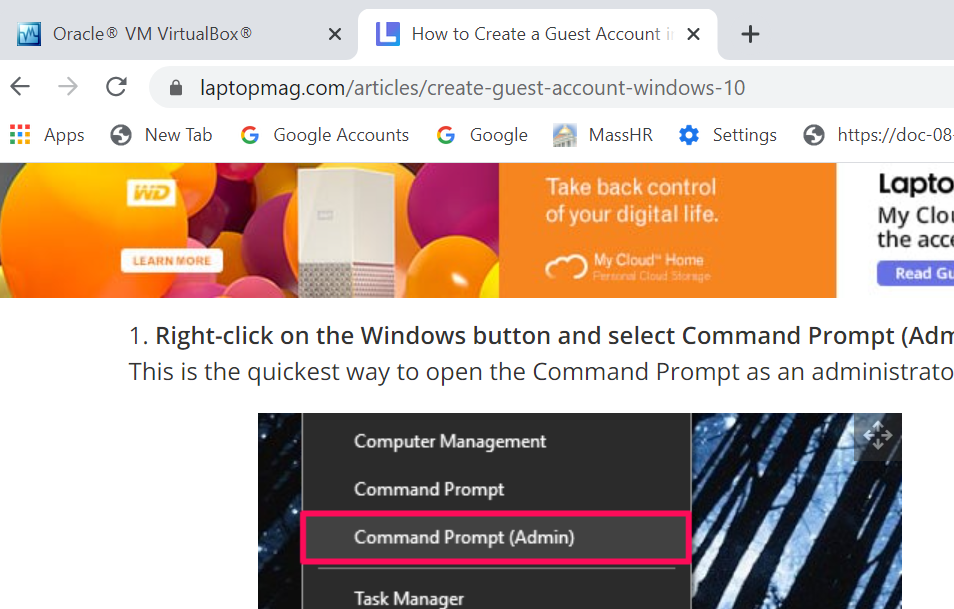 Oracle® VM VirtualBox®
How to Create a Guest Account in
laptopmag.com/articles/create-guest-account-windows-10
Apps
New Tab
Google Accounts
Google
MassHR
Settings
https://doc-08-
WD
LEARN MORE
WD
Take back control
of your digital life.
My Cloud™ Home
Personal Cloud Storage
Lapto
My Clou
the acce
Read Gu
1. Right-click on the Windows button and select Command Prompt (Adm
This is the quickest way to open the Command Prompt as an administrato
Computer Management
Command Prompt
Command Prompt (Admin)
Task Manager